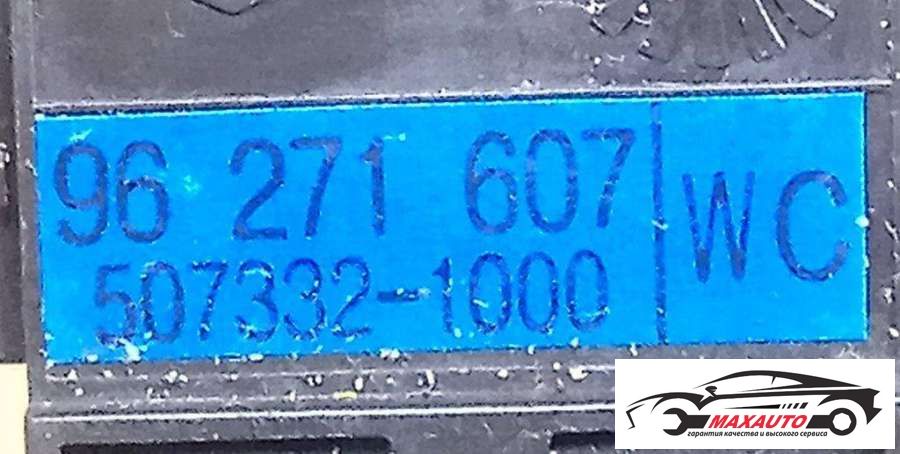 96 271 607 WC
507332-1000
MAXAUTO
гарантия качества и высокого сервиса